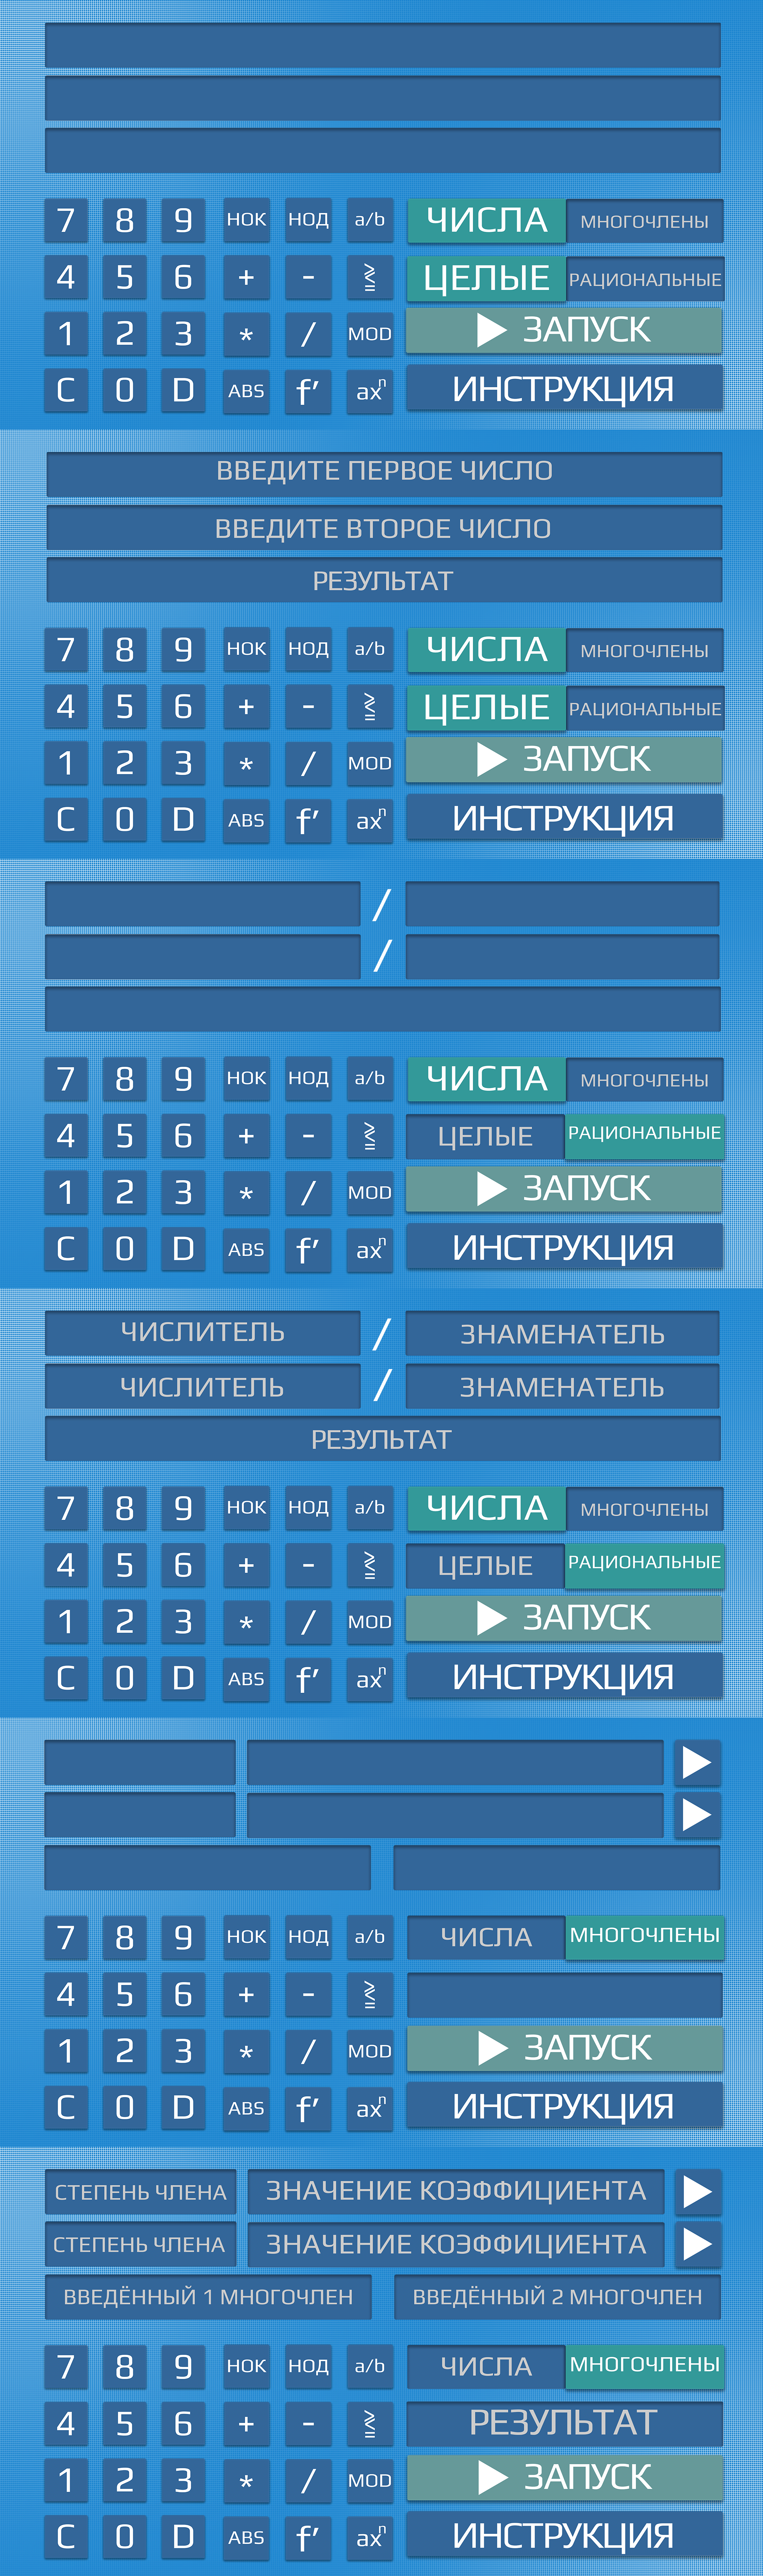 7 8 9 НОК НОД a/b ЧИСЛА МНОГОЧЛЕНЫ
4 5 6 + - ≷= ЦЕЛЫЕ РАЦИОНАЛЬНЫЕ
1 2 3 * / MOD ▶ ЗАПУСК
C 0 D ABS f’ axⁿ ИНСТРУКЦИЯ
ВВЕДИТЕ ПЕРВОЕ ЧИСЛО
ВВЕДИТЕ ВТОРОЕ ЧИСЛО
РЕЗУЛЬТАТ
7 8 9 НОК НОД a/b ЧИСЛА МНОГОЧЛЕНЫ
4 5 6 + - ≷= ЦЕЛЫЕ РАЦИОНАЛЬНЫЕ
1 2 3 * / MOD ▶ ЗАПУСК
C 0 D ABS f’ axⁿ ИНСТРУКЦИЯ
/
/
7 8 9 НОК НОД a/b ЧИСЛА МНОГОЧЛЕНЫ
4 5 6 + - ≷= ЦЕЛЫЕ РАЦИОНАЛЬНЫЕ
1 2 3 * / MOD ▶ ЗАПУСК
C 0 D ABS f’ axⁿ ИНСТРУКЦИЯ
ЧИСЛИТЕЛЬ / ЗНАМЕНАТЕЛЬ
ЧИСЛИТЕЛЬ / ЗНАМЕНАТЕЛЬ
РЕЗУЛЬТАТ
7 8 9 НОК НОД a/b ЧИСЛА МНОГОЧЛЕНЫ
4 5 6 + - ≷= ЦЕЛЫЕ РАЦИОНАЛЬНЫЕ
1 2 3 * / MOD ▶ ЗАПУСК
C 0 D ABS f’ axⁿ ИНСТРУКЦИЯ
▶
▶
7 8 9 НОК НОД a/b ЧИСЛА МНОГОЧЛЕНЫ
4 5 6 + - ≷=
1 2 3 * / MOD ▶ ЗАПУСК
C 0 D ABS f’ axⁿ ИНСТРУКЦИЯ
СТЕПЕНЬ ЧЛЕНА ЗНАЧЕНИЕ КОЭФФИЦИЕНТА ▶
СТЕПЕНЬ ЧЛЕНА ЗНАЧЕНИЕ КОЭФФИЦИЕНТА ▶
ВВЕДЁННЫЙ 1 МНОГОЧЛЕН ВВЕДЁННЫЙ 2 МНОГОЧЛЕН
7 8 9 НОК НОД a/b ЧИСЛА МНОГОЧЛЕНЫ
4 5 6 + - ≷= РЕЗУЛЬТАТ
1 2 3 * / MOD ▶ ЗАПУСК
C 0 D ABS f’ axⁿ ИНСТРУКЦИЯ